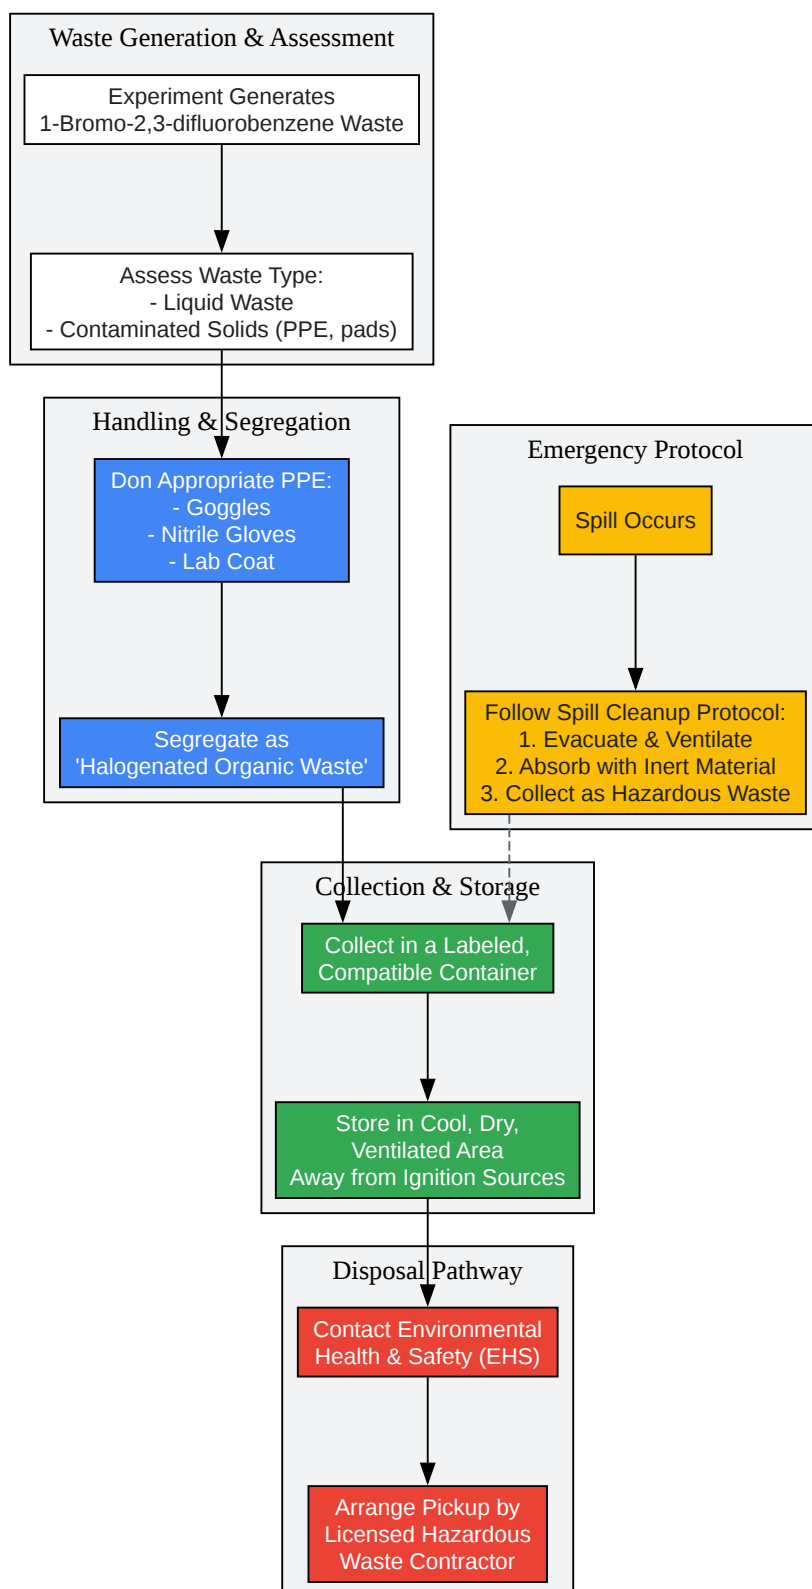 Waste Generation & Assessment
Experiment Generates
1-Bromo-2,3-difluorobenzene Waste
Assess Waste Type:
- Liquid Waste
- Contaminated Solids (PPE, pads)
Handling & Segregation
Don Appropriate PPE:
- Goggles
- Nitrile Gloves
- Lab Coat
Segregate as
'Halogenated Organic Waste'
Emergency Protocol
Spill Occurs
Follow Spill Cleanup Protocol:
1. Evacuate & Ventilate
2. Absorb with Inert Material
3. Collect as Hazardous Waste
Collection & Storage
Collect in a Labeled,
Compatible Container
Store in Cool, Dry,
Ventilated Area
Away from Ignition Sources
Disposal Pathway
Contact Environmental
Health & Safety (EHS)
Arrange Pickup by
Licensed Hazardous
Waste Contractor